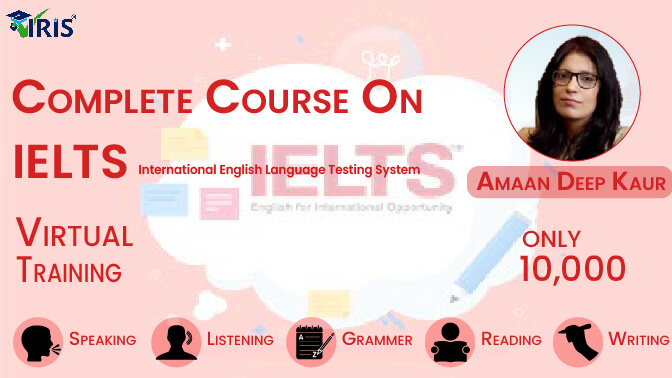 IRIS®
COMPLETE COURSE ON
IELTS International English Language Testing System
IELTS™
English for International Opportunity
AMAAN DEEP KAUR
VIRTUAL
TRAINING
ONLY
10,000
SPEAKING
LISTENING
A Z
GRAMMER
READING
WRITING